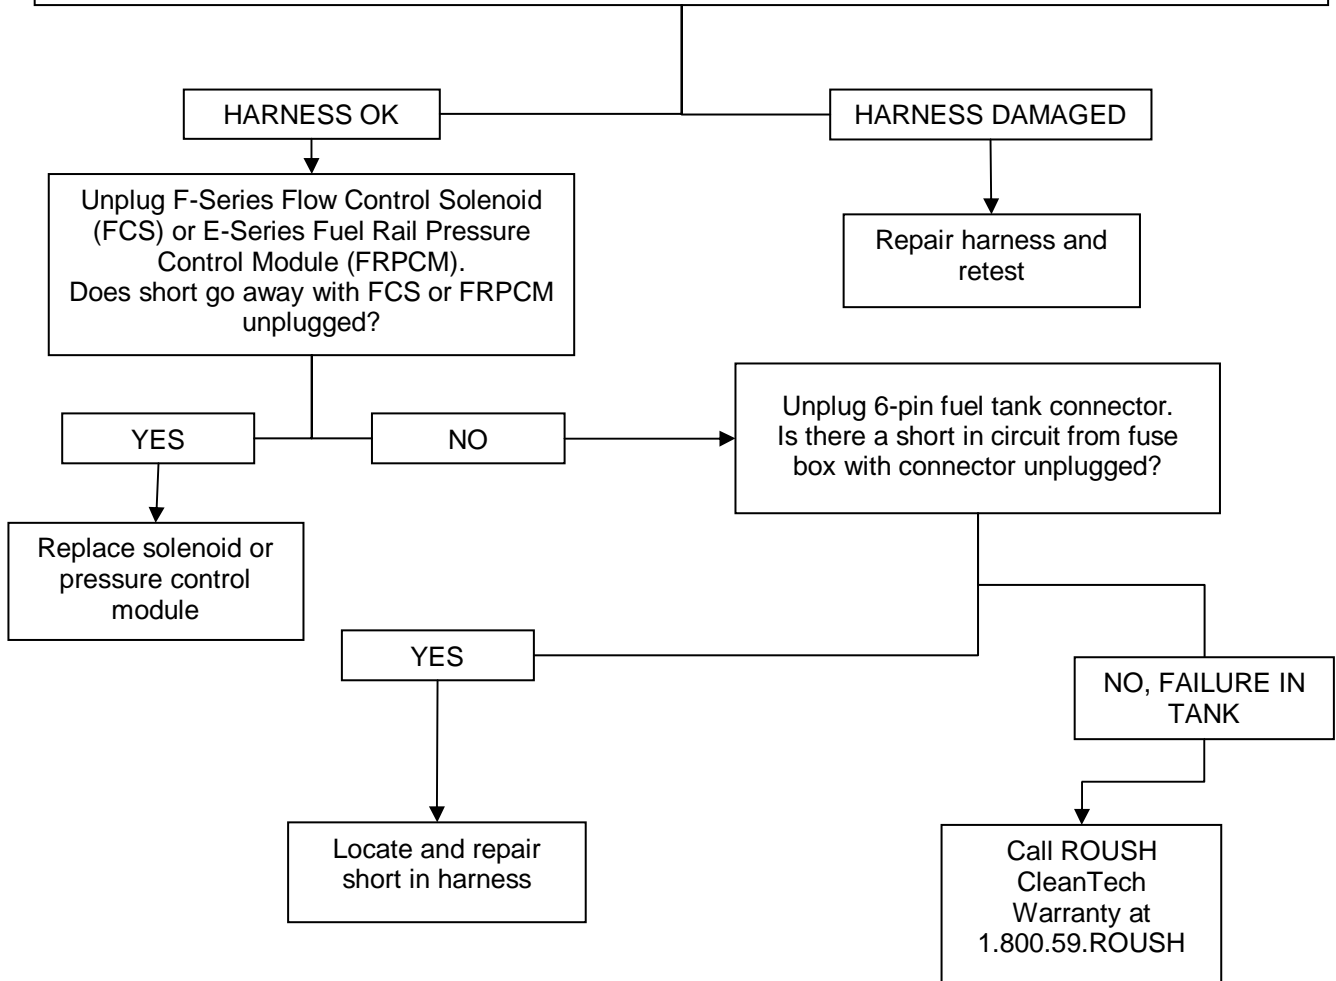 HARNESS OK
HARNESS DAMAGED
Unplug F-Series Flow Control Solenoid
(FCS) or E-Series Fuel Rail Pressure
Control Module (FRPCM).
Does short go away with FCS or FRPCM
unplugged?
Repair harness and
retest
YES
NO
Unplug 6-pin fuel tank connector.
Is there a short in circuit from fuse
box with connector unplugged?
Replace solenoid or
pressure control
module
YES
NO, FAILURE IN
TANK
Locate and repair
short in harness
Call ROUSH
CleanTech
Warranty at
1.800.59.ROUSH